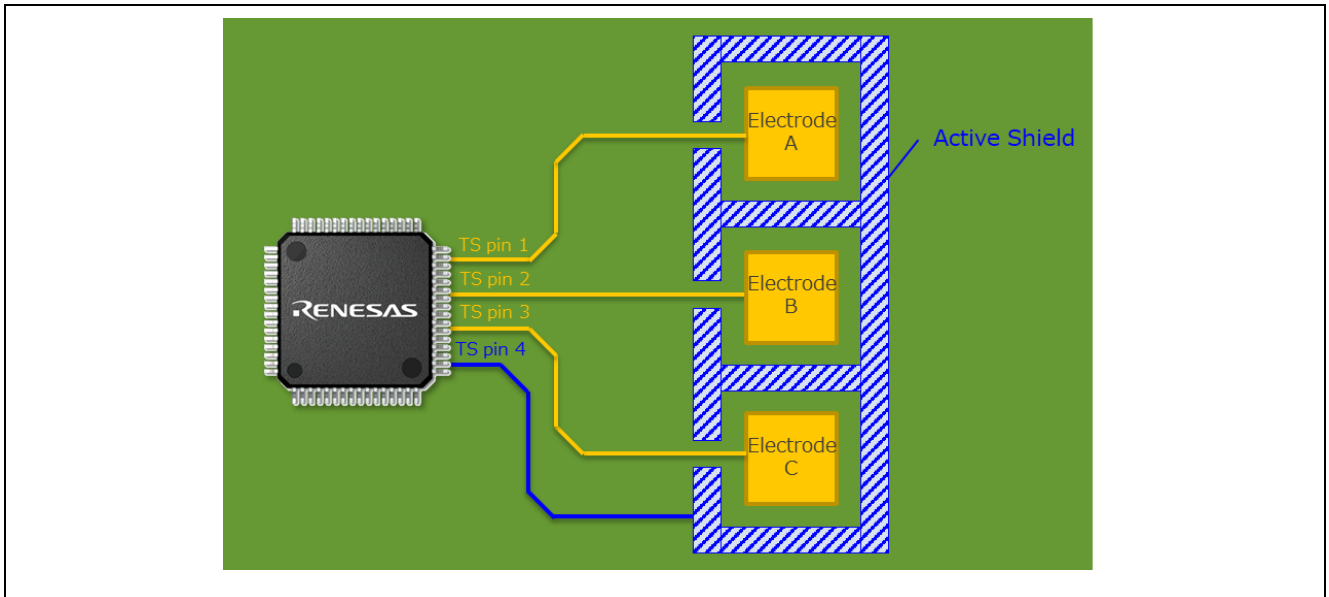 Electrode
A
Active Shield
TS pin 1
TS pin 2
Electrode
B
RENESAS
TS pin 3
TS pin 4
Electrode
C